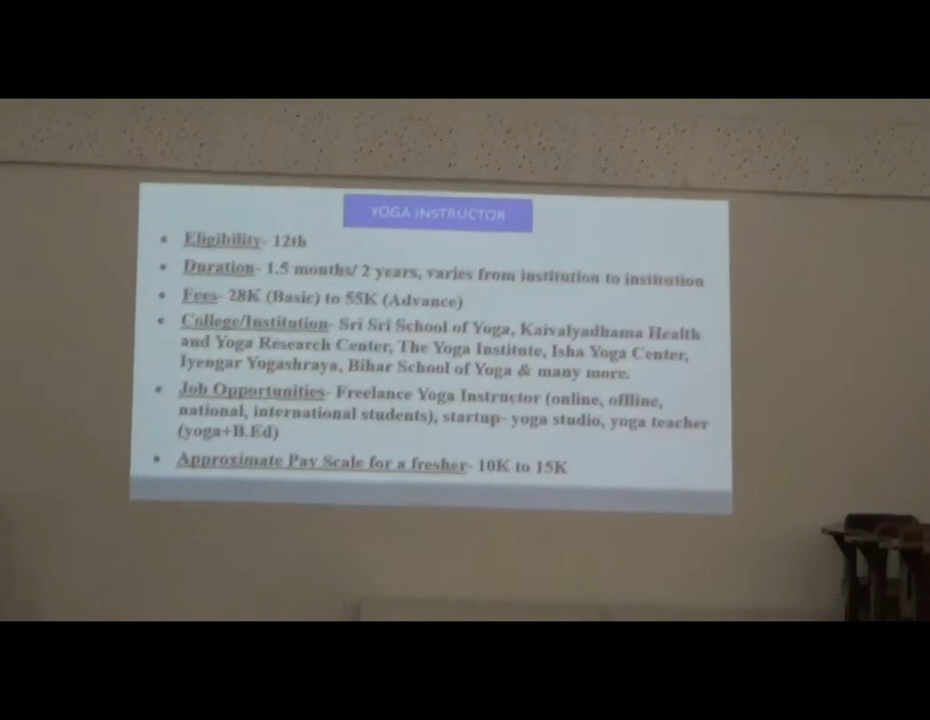 YOGA INSTRUCTOR
• Eligibility- 12th
• Duration- 1.5 months/ 2 years, varies from institution to institution
• Fees- 28K (Basic) to 55K (Advance)
• College/Institution- Sri Sri School of Yoga, Kaivalyadhama Health
and Yoga Research Center, The Yoga Institute, Isha Yoga Center,
Iyengar Yogashraya, Bihar School of Yoga & many more.
• Job Opportunities- Freelance Yoga Instructor (online, offline,
national, international students), startup- yoga studio, yoga teacher
(yoga+B.Ed)
• Approximate Pay Scale for a fresher- 10K to 15K